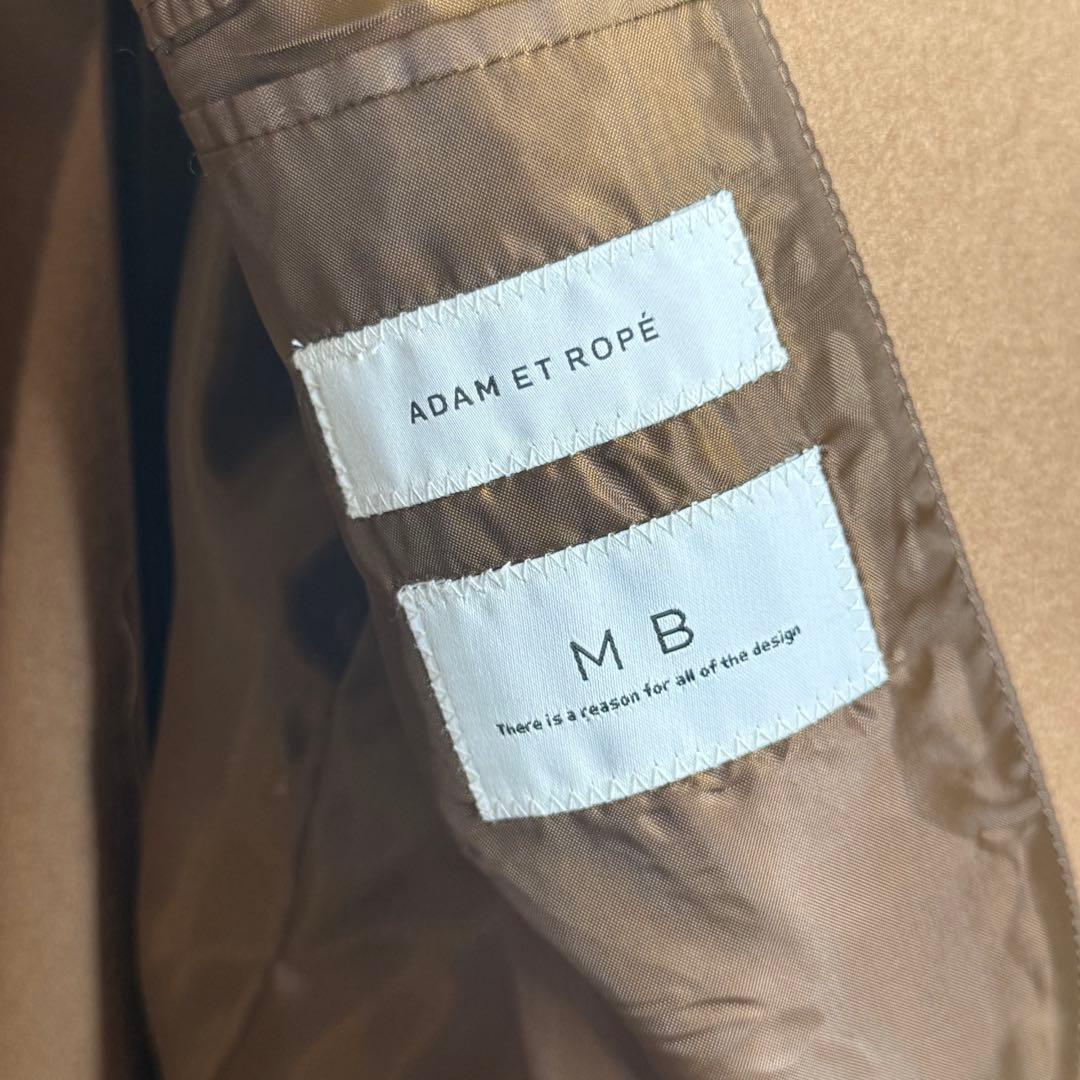 ADAM ET ROPÉ
M B
There is a reason for all of the design